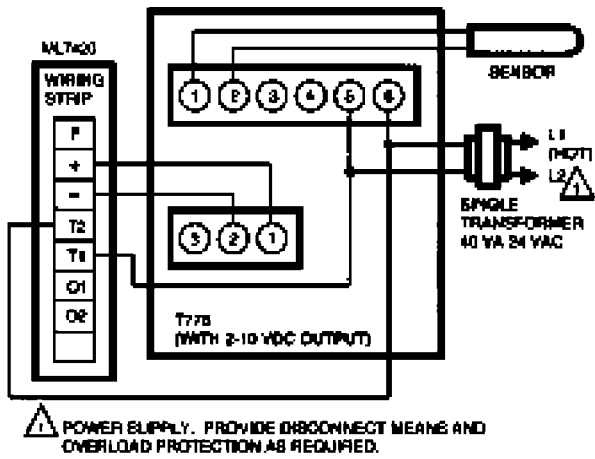 ML7420
WIRING
STRIP
F
+
−
T2
T1
O1
O2
1 2 3 4 5 6
3 2 1
SENSOR
L1
(HOT)
L2
1
SINGLE
TRANSFORMER
40 VA 24 VAC
T775
(WITH 2-10 VDC OUTPUT)
1 POWER SUPPLY. PROVIDE DISCONNECT MEANS AND
OVERLOAD PROTECTION AS REQUIRED.